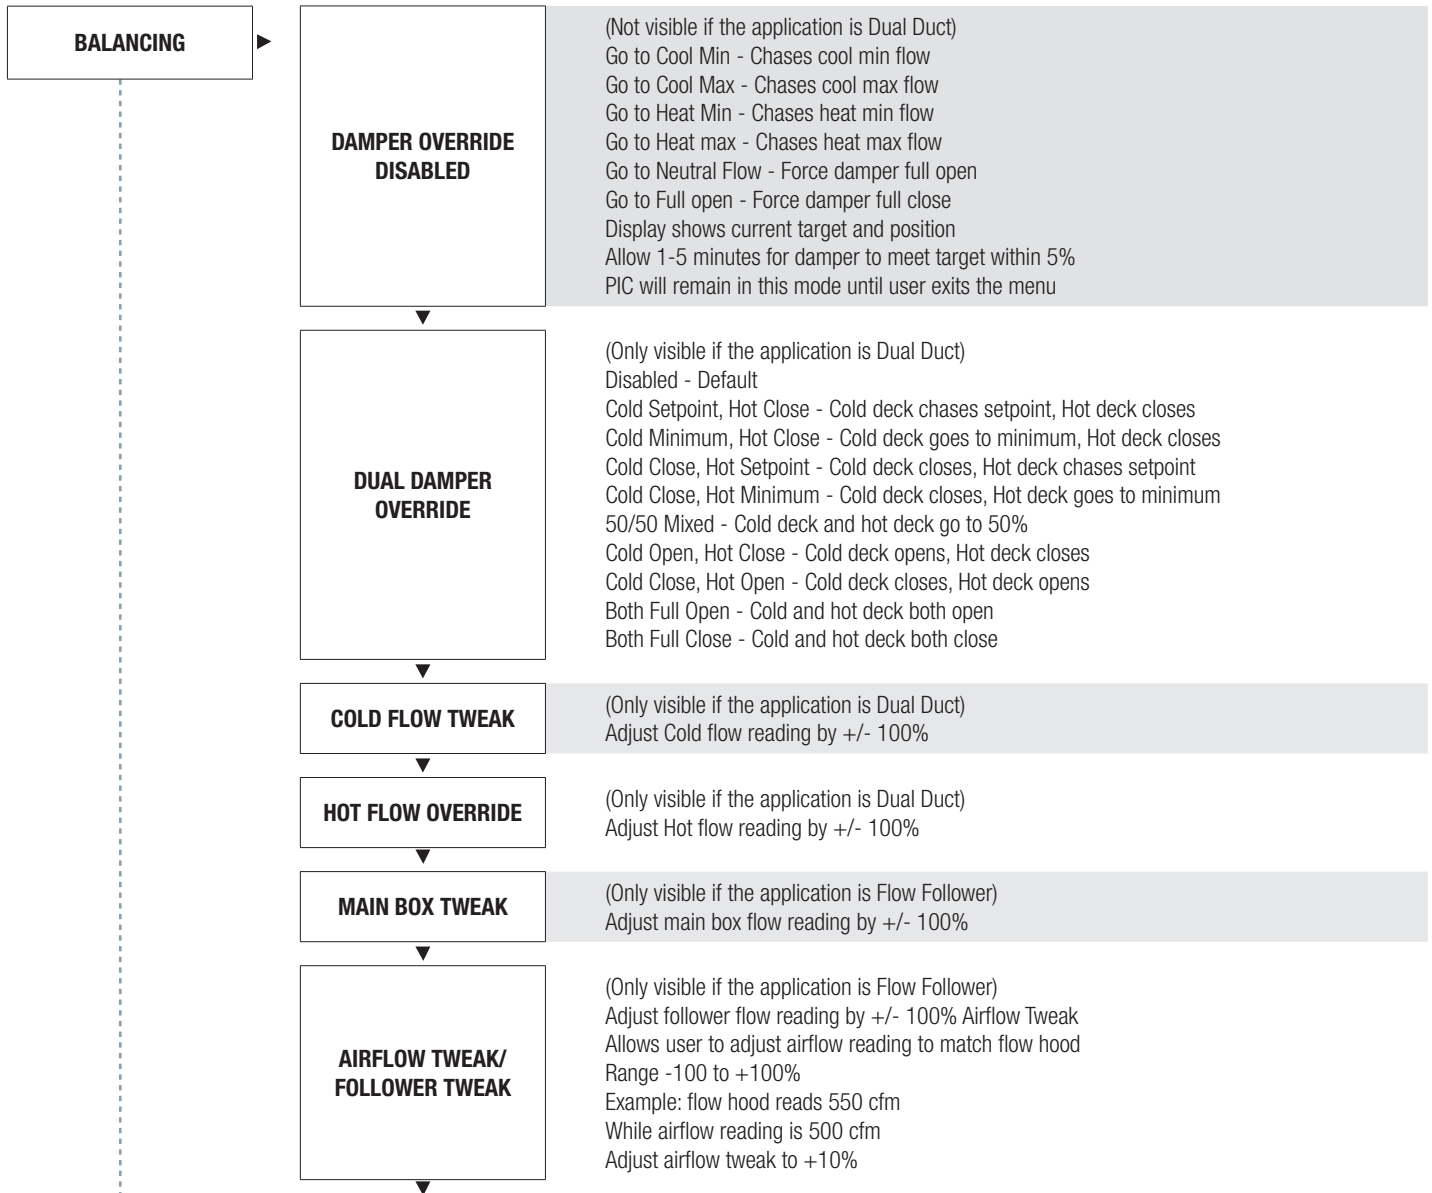 BALANCING
DAMPER OVERRIDE
DISABLED
(Not visible if the application is Dual Duct)
Go to Cool Min - Chases cool min flow
Go to Cool Max - Chases cool max flow
Go to Heat Min - Chases heat min flow
Go to Heat max - Chases heat max flow
Go to Neutral Flow - Force damper full open
Go to Full open - Force damper full close
Display shows current target and position
Allow 1-5 minutes for damper to meet target within 5%
PIC will remain in this mode until user exits the menu
DUAL DAMPER
OVERRIDE
(Only visible if the application is Dual Duct)
Disabled - Default
Cold Setpoint, Hot Close - Cold deck chases setpoint, Hot deck closes
Cold Minimum, Hot Close - Cold deck goes to minimum, Hot deck closes
Cold Close, Hot Setpoint - Cold deck closes, Hot deck chases setpoint
Cold Close, Hot Minimum - Cold deck closes, Hot deck goes to minimum
50/50 Mixed - Cold deck and hot deck go to 50%
Cold Open, Hot Close - Cold deck opens, Hot deck closes
Cold Close, Hot Open - Cold deck closes, Hot deck opens
Both Full Open - Cold and hot deck both open
Both Full Close - Cold and hot deck both close
COLD FLOW TWEAK
(Only visible if the application is Dual Duct)
Adjust Cold flow reading by +/- 100%
HOT FLOW OVERRIDE
(Only visible if the application is Dual Duct)
Adjust Hot flow reading by +/- 100%
MAIN BOX TWEAK
(Only visible if the application is Flow Follower)
Adjust main box flow reading by +/- 100%
AIRFLOW TWEAK/
FOLLOWER TWEAK
(Only visible if the application is Flow Follower)
Adjust follower flow reading by +/- 100% Airflow Tweak
Allows user to adjust airflow reading to match flow hood
Range -100 to +100%
Example: flow hood reads 550 cfm
While airflow reading is 500 cfm
Adjust airflow tweak to +10%